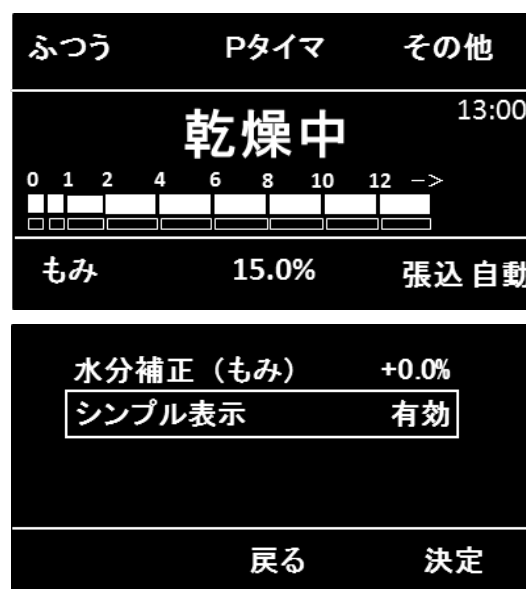 ふつう Pタイマ その他
13:00
乾燥中
0 1 2 4 6 8 10 12 -->
もみ 15.0% 張込 自動
水分補正（もみ） +0.0%
シンプル表示 有効
戻る 決定